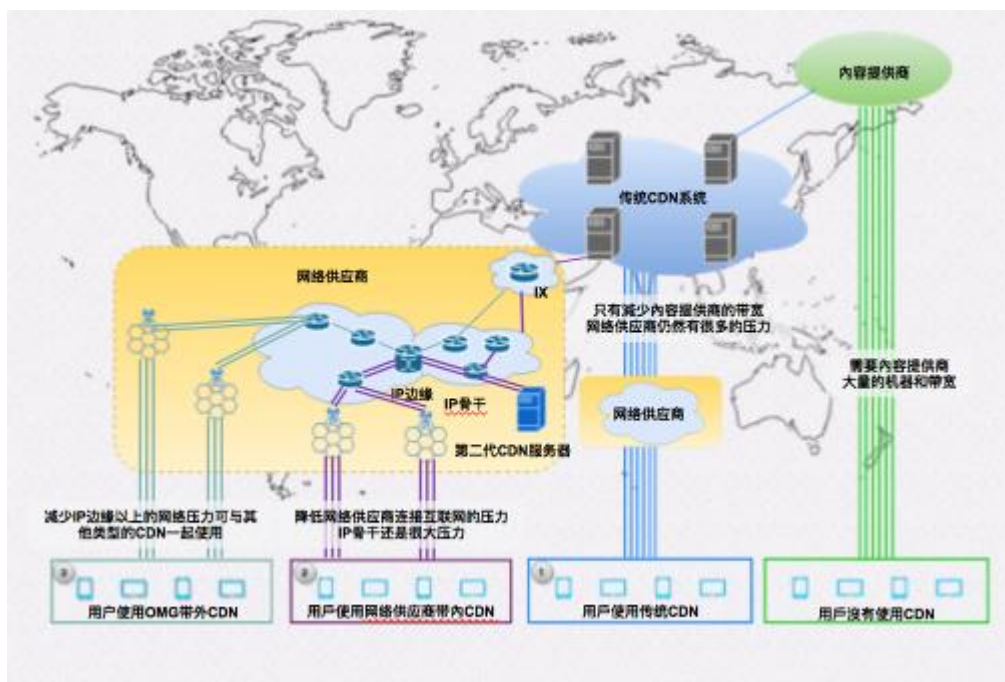 内容提供商
传统CDN系统
网络供应商
IX
只有减少内容提供商的带宽
网络供应商仍然有很多的压力
需要内容提供商
大量的机器和带宽
IP边缘
IP骨干
网络供应商
第二代CDN服务器
减少IP边缘以上的网络压力可与其
他类型的CDN一起使用
降低网络供应商连接互联网的压力
IP骨干还是很大压力
3
2
1
用户使用OMG带外CDN
用戶使用网络供应商带內CDN
用戶使用传统CDN
用戶沒有使用CDN